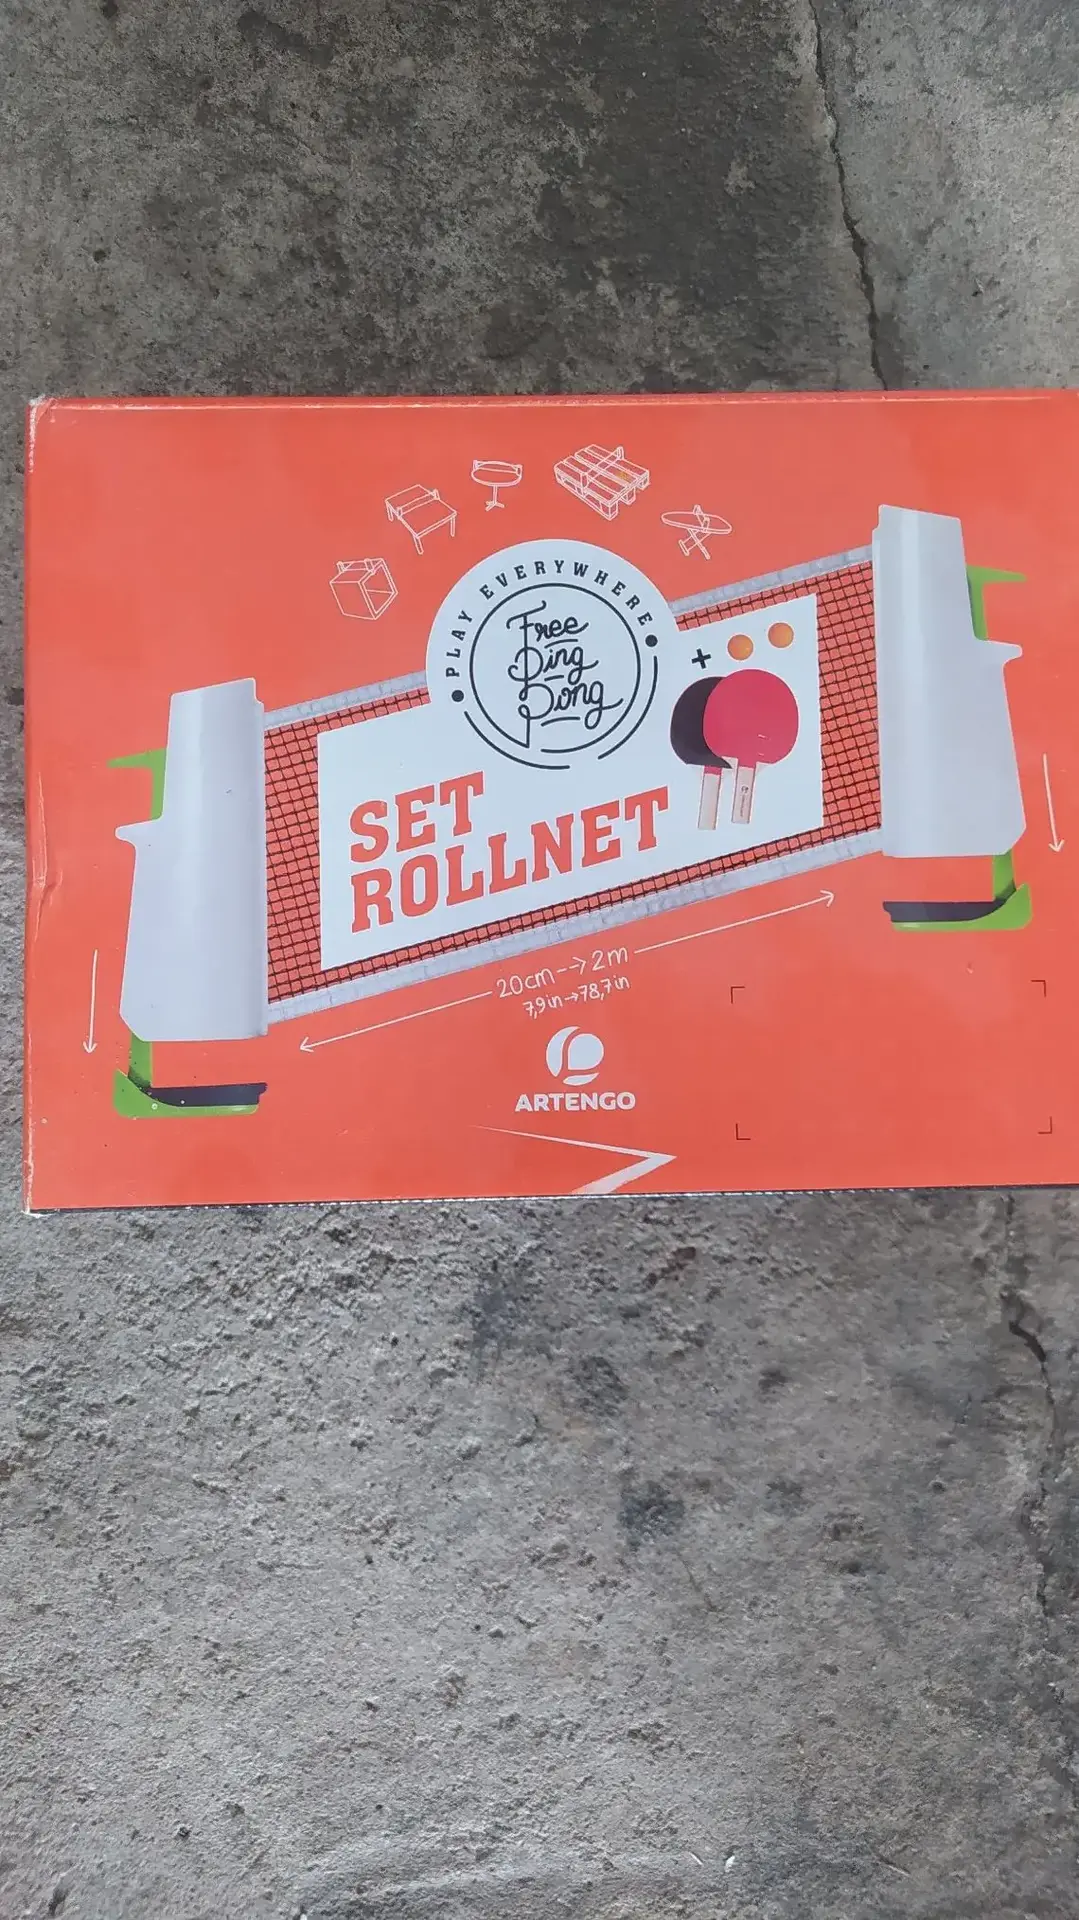 PLAY EVERYWHERE
Free
Ping
Pong
+
SET
ROLLNET
20cm-->2m
7,9in→78,7in
ARTENGO